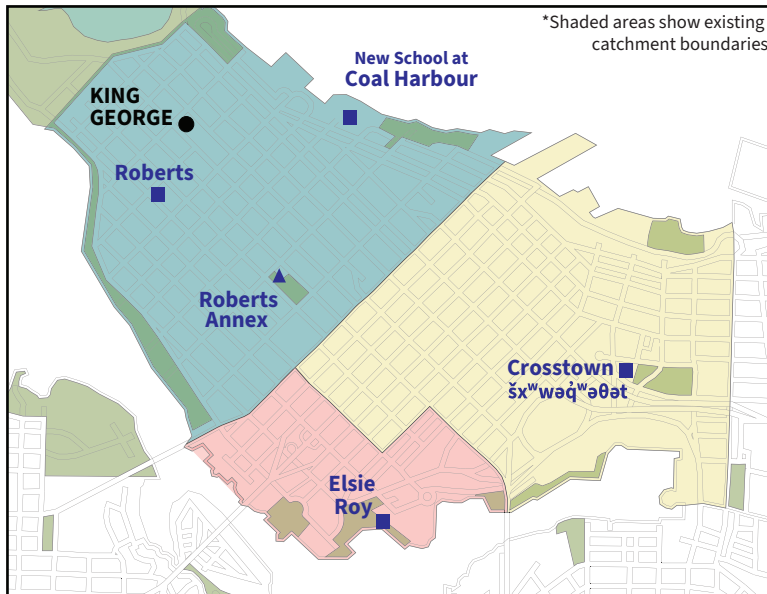 *Shaded areas show existing
catchment boundaries
New School at
Coal Harbour
KING
GEORGE
Roberts
Roberts
Annex
Crosstown
šxʷwəq̓ʷəθət
Elsie
Roy